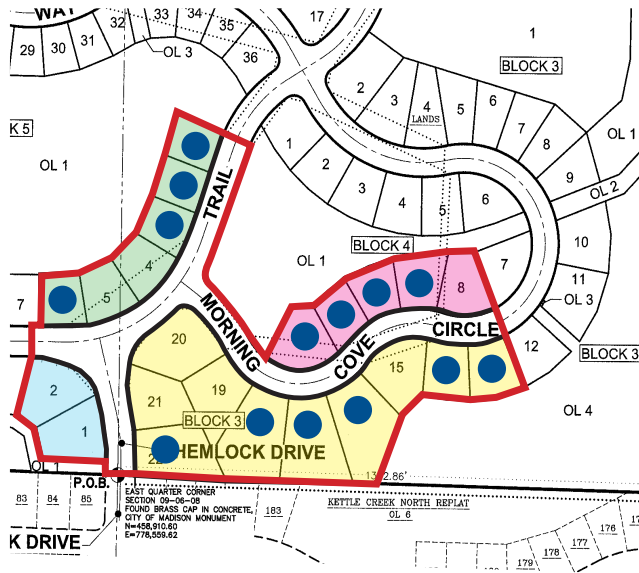 WAY
32
33
34
35
17
1
29
30
31
OL 3
36
BLOCK 3
2
3
4
5
6
7
8
LANDS
K 5
OL 1
OL 1
1
2
3
4
5
6
9
OL 2
TRAIL
BLOCK 4
10
4
5
7
OL 1
7
8
11
OL 3
MORNING
COVE
CIRCLE
20
12
BLOCK 3
2
1
21
19
15
BLOCK 3
OL 4
22
HEMLOCK DRIVE
OL 1
P.O.B.
EAST QUARTER CORNER
SECTION 09-06-08
FOUND BRASS CAP IN CONCRETE,
CITY OF MADISON MONUMENT
N=458,910.60
E=778,559.62
83
84
85
183
KETTLE CREEK NORTH REPLAT
OL 6
176
177
178
179
K DRIVE